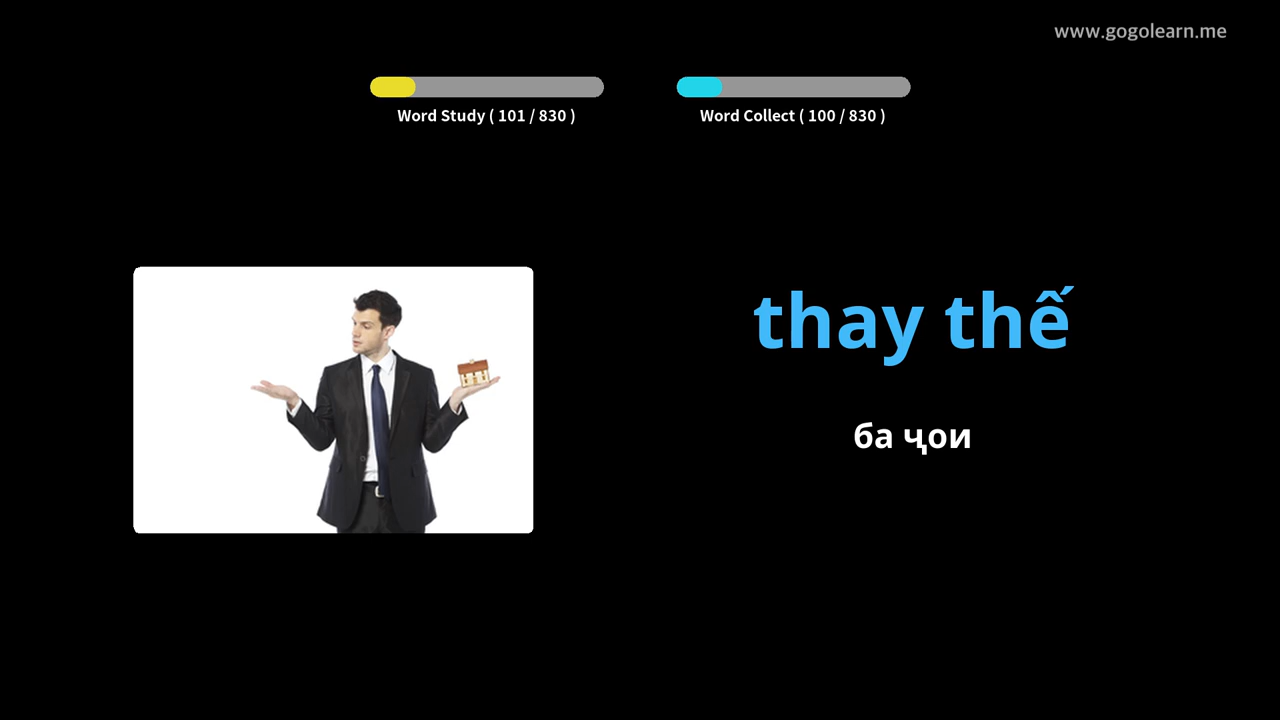 www.gogolearn.me
Word Study ( 101 / 830 )
Word Collect ( 100 / 830 )
thay thế
ба ҷои